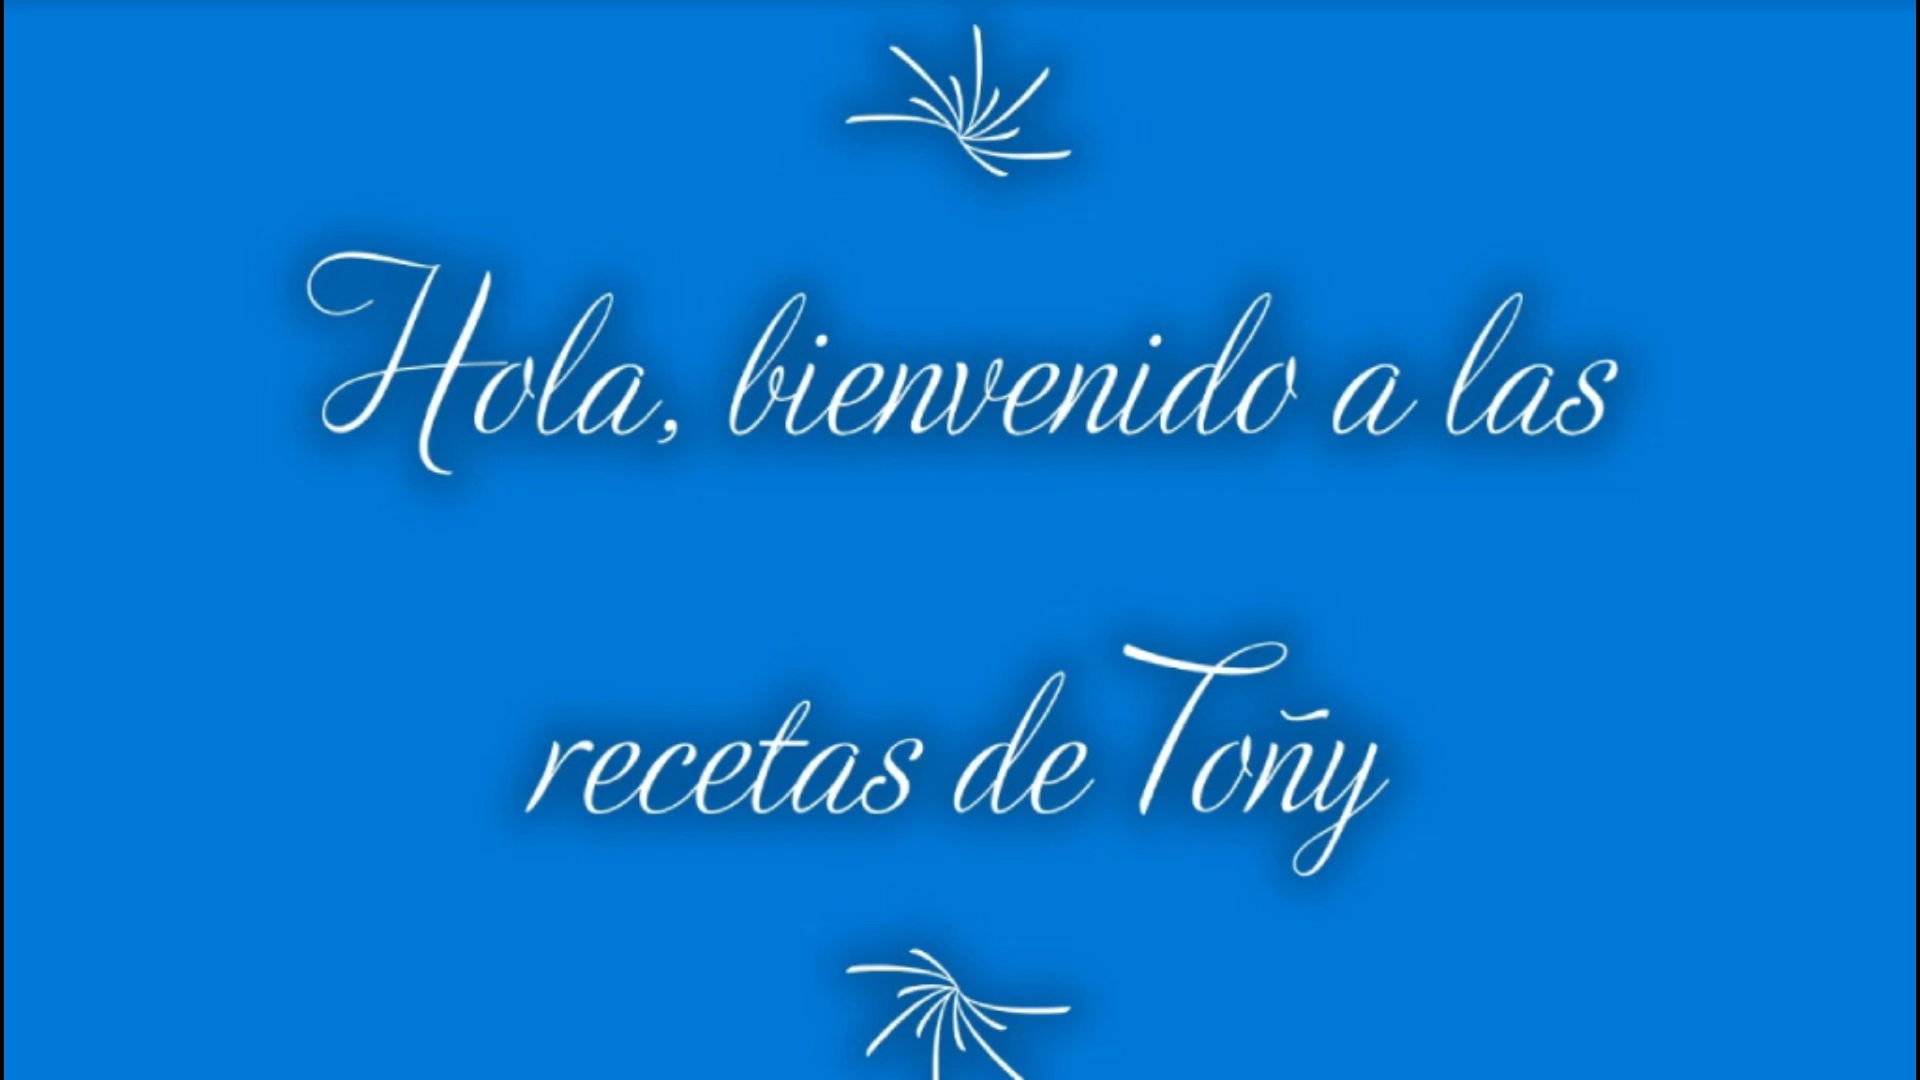 Hola, bienvenido a las
recetas de Toñy